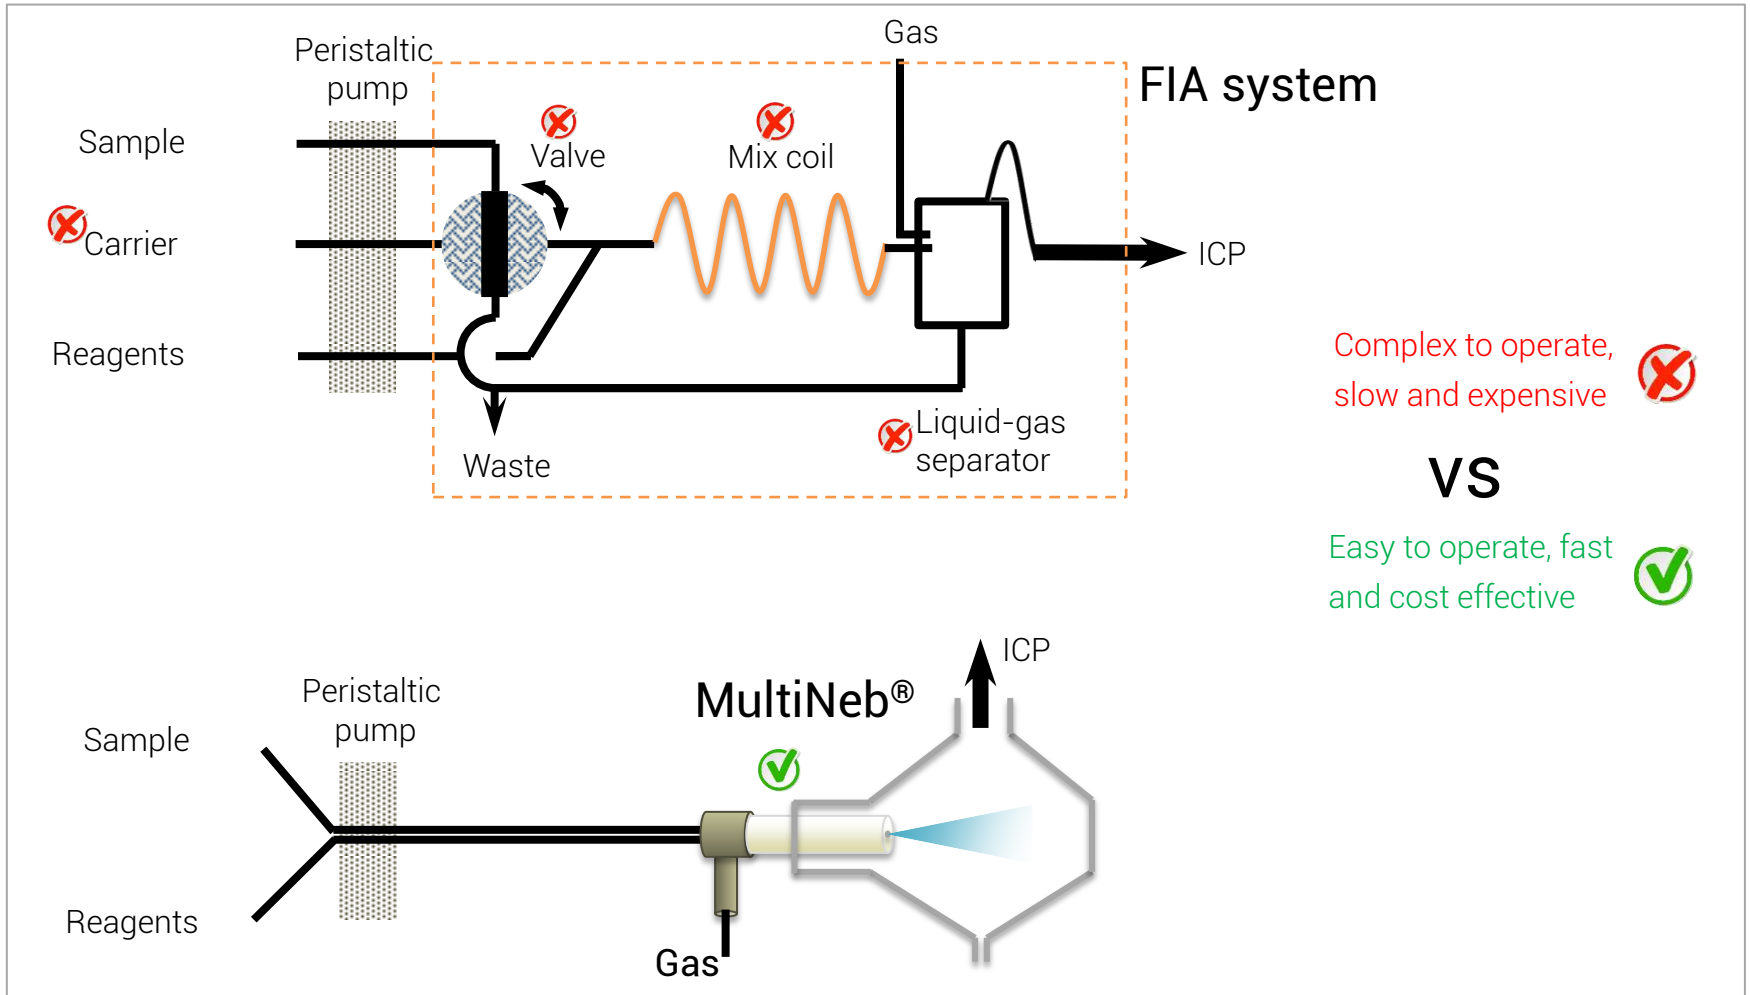 Gas
Peristaltic
pump
FIA system
Sample
Valve
Mix coil
Carrier
ICP
Reagents
Complex to operate,
slow and expensive
Liquid-gas
separator
Waste
vs
Easy to operate, fast
and cost effective
ICP
Peristaltic
pump
MultiNeb®
Sample
Reagents
Gas